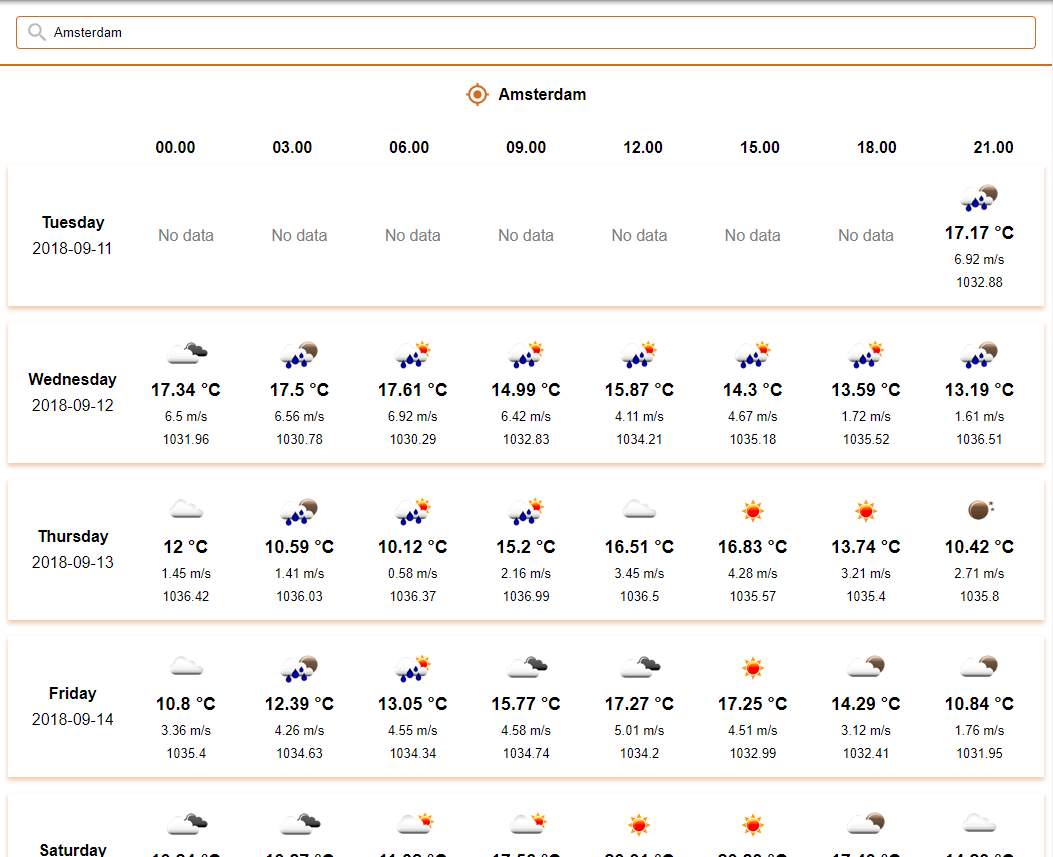 Amsterdam
Amsterdam
00.00 03.00 06.00 09.00 12.00 15.00 18.00 21.00
Tuesday
2018-09-11
No data No data No data No data No data No data No data
17.17 °C
6.92 m/s
1032.88
Wednesday
2018-09-12
17.34 °C 17.5 °C 17.61 °C 14.99 °C 15.87 °C 14.3 °C 13.59 °C 13.19 °C
6.5 m/s 6.56 m/s 6.92 m/s 6.42 m/s 4.11 m/s 4.67 m/s 1.72 m/s 1.61 m/s
1031.96 1030.78 1030.29 1032.83 1034.21 1035.18 1035.52 1036.51
Thursday
2018-09-13
12 °C 10.59 °C 10.12 °C 15.2 °C 16.51 °C 16.83 °C 13.74 °C 10.42 °C
1.45 m/s 1.41 m/s 0.58 m/s 2.16 m/s 3.45 m/s 4.28 m/s 3.21 m/s 2.71 m/s
1036.42 1036.03 1036.37 1036.99 1036.5 1035.57 1035.4 1035.8
Friday
2018-09-14
10.8 °C 12.39 °C 13.05 °C 15.77 °C 17.27 °C 17.25 °C 14.29 °C 10.84 °C
3.36 m/s 4.26 m/s 4.55 m/s 4.58 m/s 5.01 m/s 4.51 m/s 3.12 m/s 1.76 m/s
1035.4 1034.63 1034.34 1034.74 1034.2 1032.99 1032.41 1031.95
Saturday